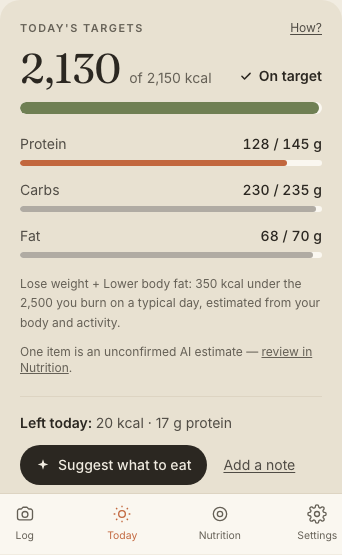 TODAY'S TARGETS
How?
2,130 of 2,150 kcal
On target
Protein
128 / 145 g
Carbs
230 / 235 g
Fat
68 / 70 g
Lose weight + Lower body fat: 350 kcal under the
2,500 you burn on a typical day, estimated from your
body and activity.
One item is an unconfirmed AI estimate — review in
Nutrition.
Left today: 20 kcal · 17 g protein
Suggest what to eat
Add a note
Log
Today
Nutrition
Settings